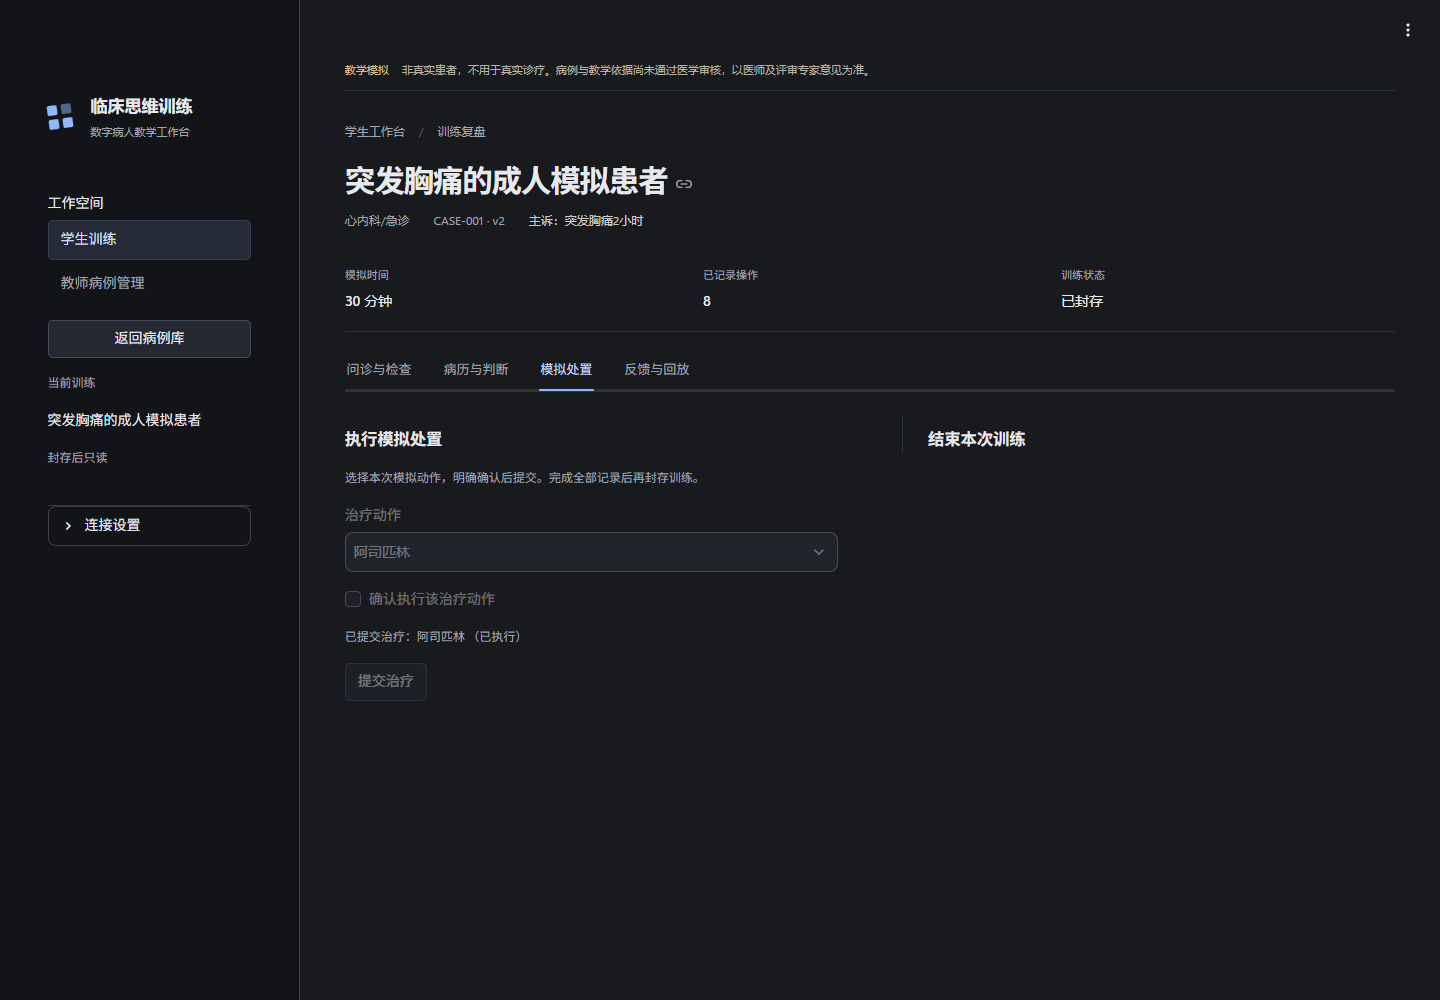 临床思维训练
数字病人教学工作台
工作空间
学生训练
教师病例管理
返回病例库
当前训练
突发胸痛的成人模拟患者
封存后只读
连接设置
教学模拟 非真实患者，不用于真实诊疗。病例与教学依据尚未通过医学审核，以医师及评审专家意见为准。
学生工作台 / 训练复盘
突发胸痛的成人模拟患者
心内科/急诊 CASE-001 · v2 主诉：突发胸痛2小时
模拟时间 已记录操作 训练状态
30 分钟 8 已封存
问诊与检查 病历与判断 模拟处置 反馈与回放
执行模拟处置
选择本次模拟动作，明确确认后提交。完成全部记录后再封存训练。
治疗动作
阿司匹林
确认执行该治疗动作
已提交治疗：阿司匹林 （已执行）
提交治疗
结束本次训练